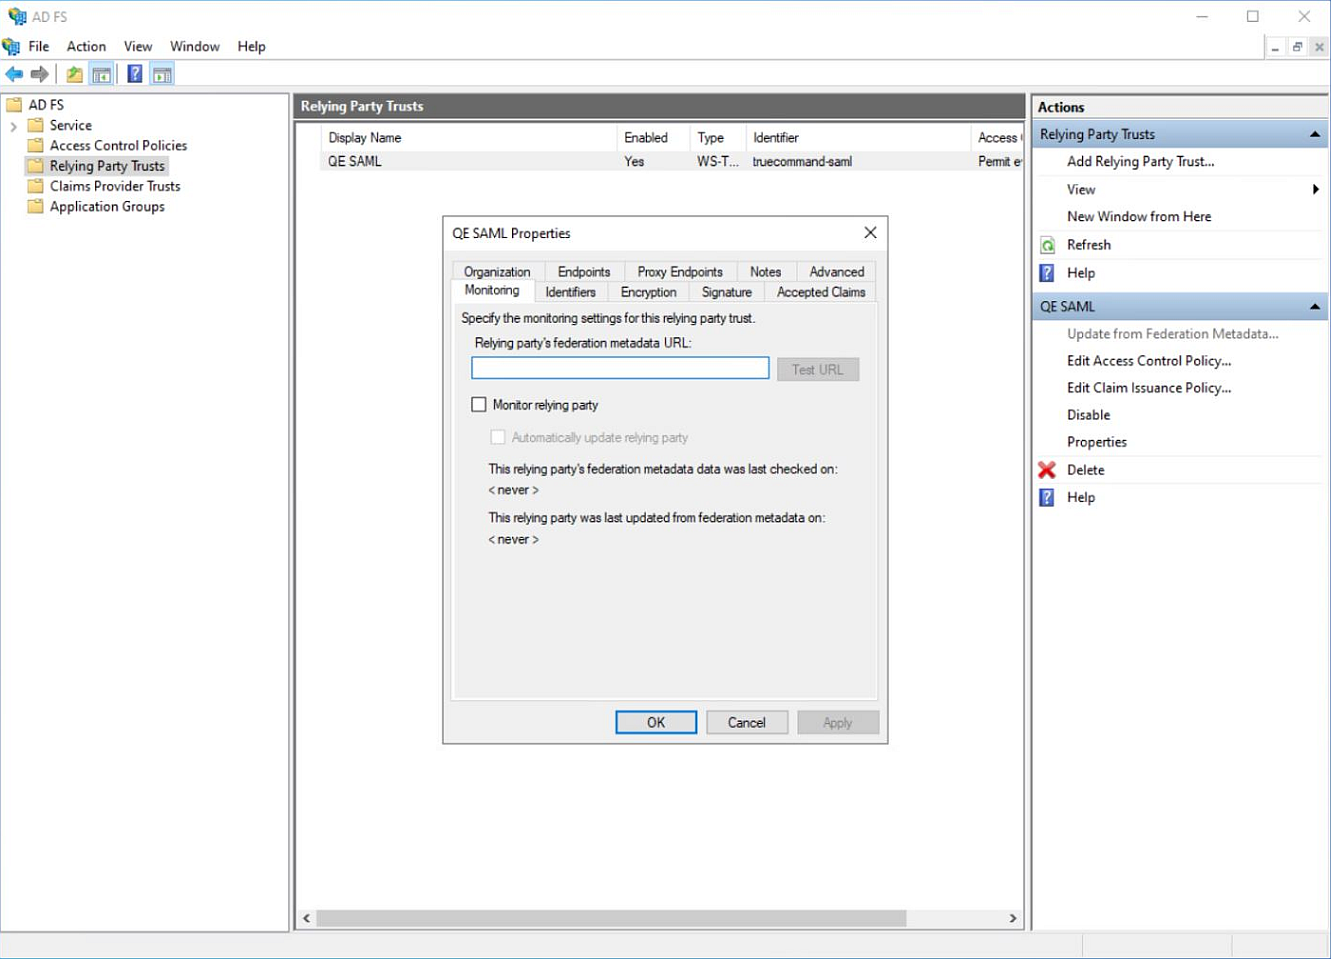 AD FS
File Action View Window Help
AD FS
Service
Access Control Policies
Relying Party Trusts
Claims Provider Trusts
Application Groups
Relying Party Trusts
Display Name Enabled Type Identifier Access
QE SAML Yes WS-T... truecommand-saml Permit
QE SAML Properties
Organization Endpoints Proxy Endpoints Notes Advanced
Monitoring Identifiers Encryption Signature Accepted Claims
Specify the monitoring settings for this relying party trust.
Relying party's federation metadata URL:
Test URL
Monitor relying party
Automatically update relying party
This relying party's federation metadata data was last checked on:
< never >
This relying party was last updated from federation metadata on:
< never >
OK Cancel Apply
Actions
Relying Party Trusts
Add Relying Party Trust...
View
New Window from Here
Refresh
Help
QE SAML
Update from Federation Metadata...
Edit Access Control Policy...
Edit Claim Issuance Policy...
Disable
Properties
Delete
Help